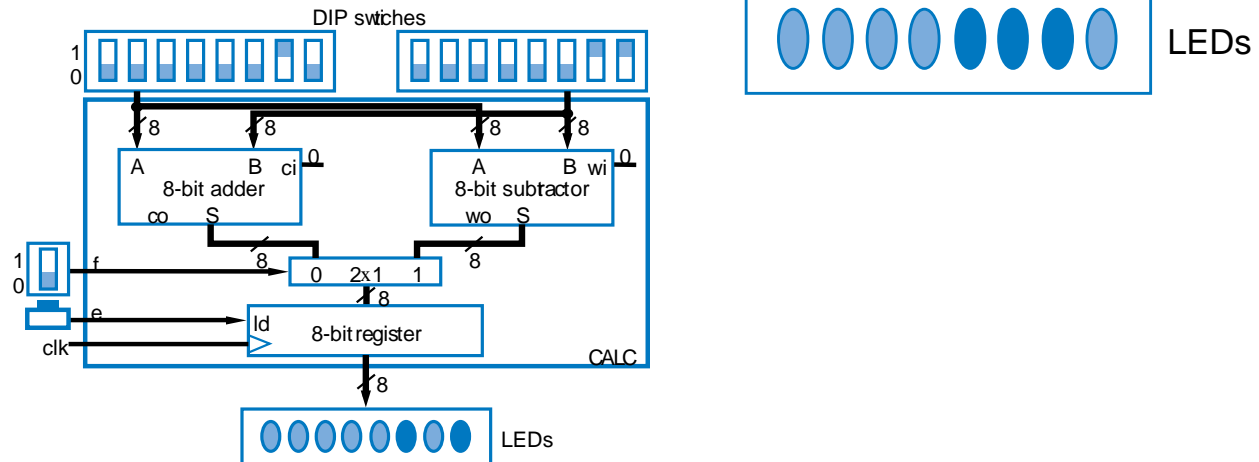 DIP switches
LEDs
1
0
8 8 8 8
A B ci 0
A B wi 0
8-bit adder
8-bit subtractor
co S
wo S
8 8
1
0
f
0 2x1 1
8
e
ld
8-bit register
clk
CALC
8
LEDs